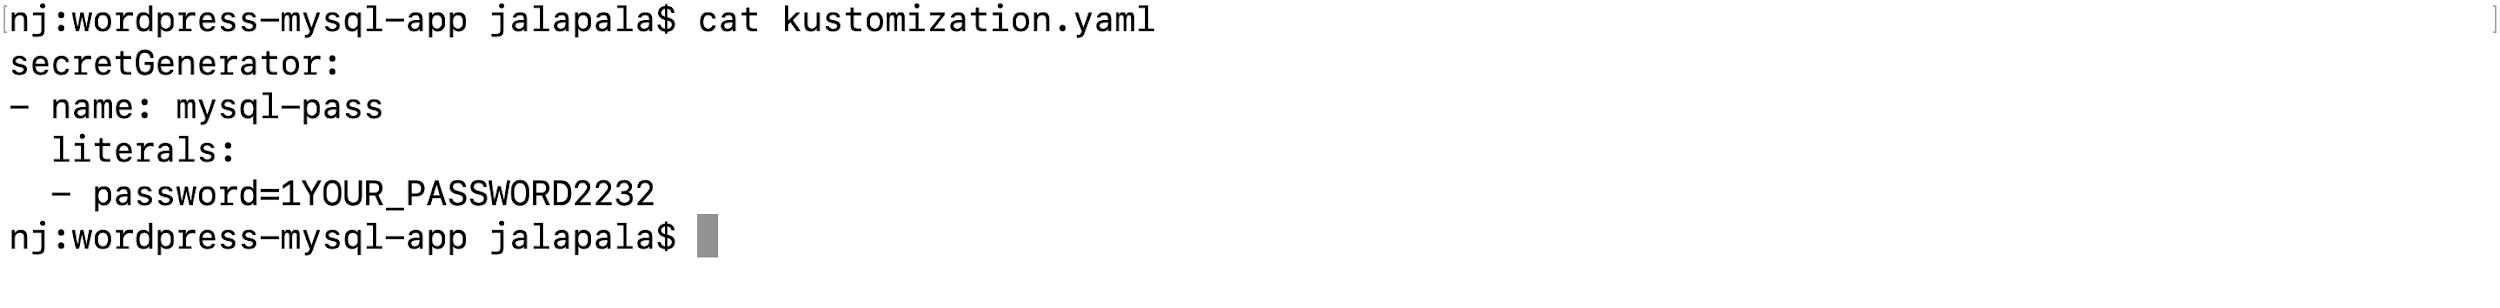 [nj:wordpress-mysql-app jalapala$ cat kustomization.yaml ]
secretGenerator:
- name: mysql-pass
  literals:
  - password=1YOUR_PASSWORD2232
nj:wordpress-mysql-app jalapala$